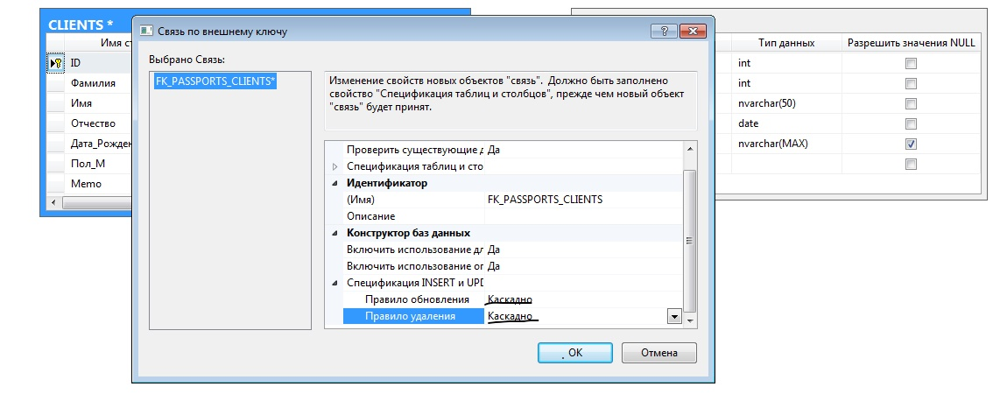 CLIENTS *
Имя ст
Тип данных Разрешить значения NULL
ID
Фамилия
Имя
Отчество
Дата_Рожден
Пол_М
Memo
int
int
nvarchar(50)
date
nvarchar(MAX)
Связь по внешнему ключу
Выбрано Связь:
FK_PASSPORTS_CLIENTS*
Изменение свойств новых объектов "связь". Должно быть заполнено
свойство "Спецификация таблиц и столбцов", прежде чем новый объект
"связь" будет принят.
Проверить существующие д Да
Спецификация таблиц и сто
Идентификатор
(Имя) FK_PASSPORTS_CLIENTS
Описание
Конструктор баз данных
Включить использование дл Да
Включить использование ог Да
Спецификация INSERT и UPD
Правило обновления Каскадно
Правило удаления Каскадно
OK Отмена